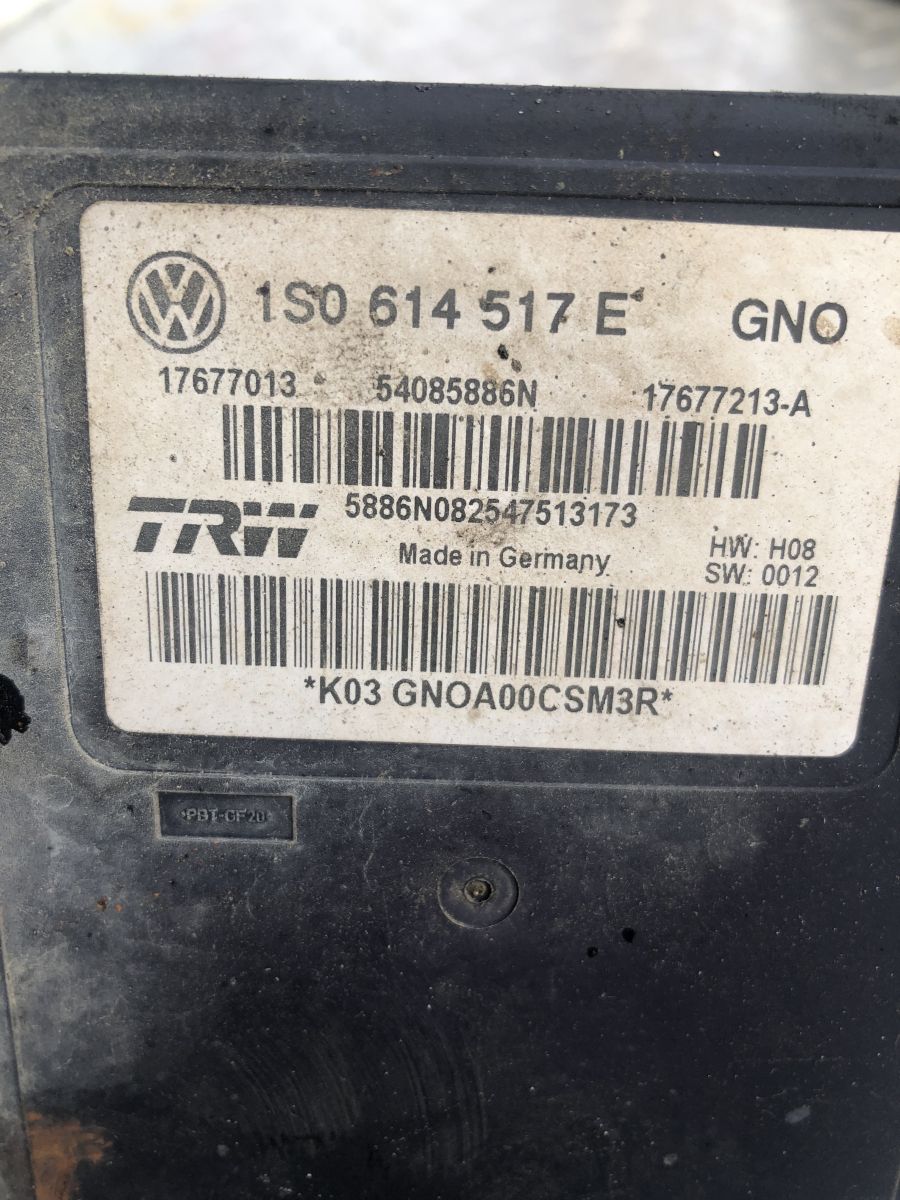 1S0 614 517 E GNO
17677013 54085886N 17677213-A
TRW 5886N082547513173
Made in Germany HW: H08
SW: 0012
*K03 GNOA00CSM3R*
>PBT-GF20<